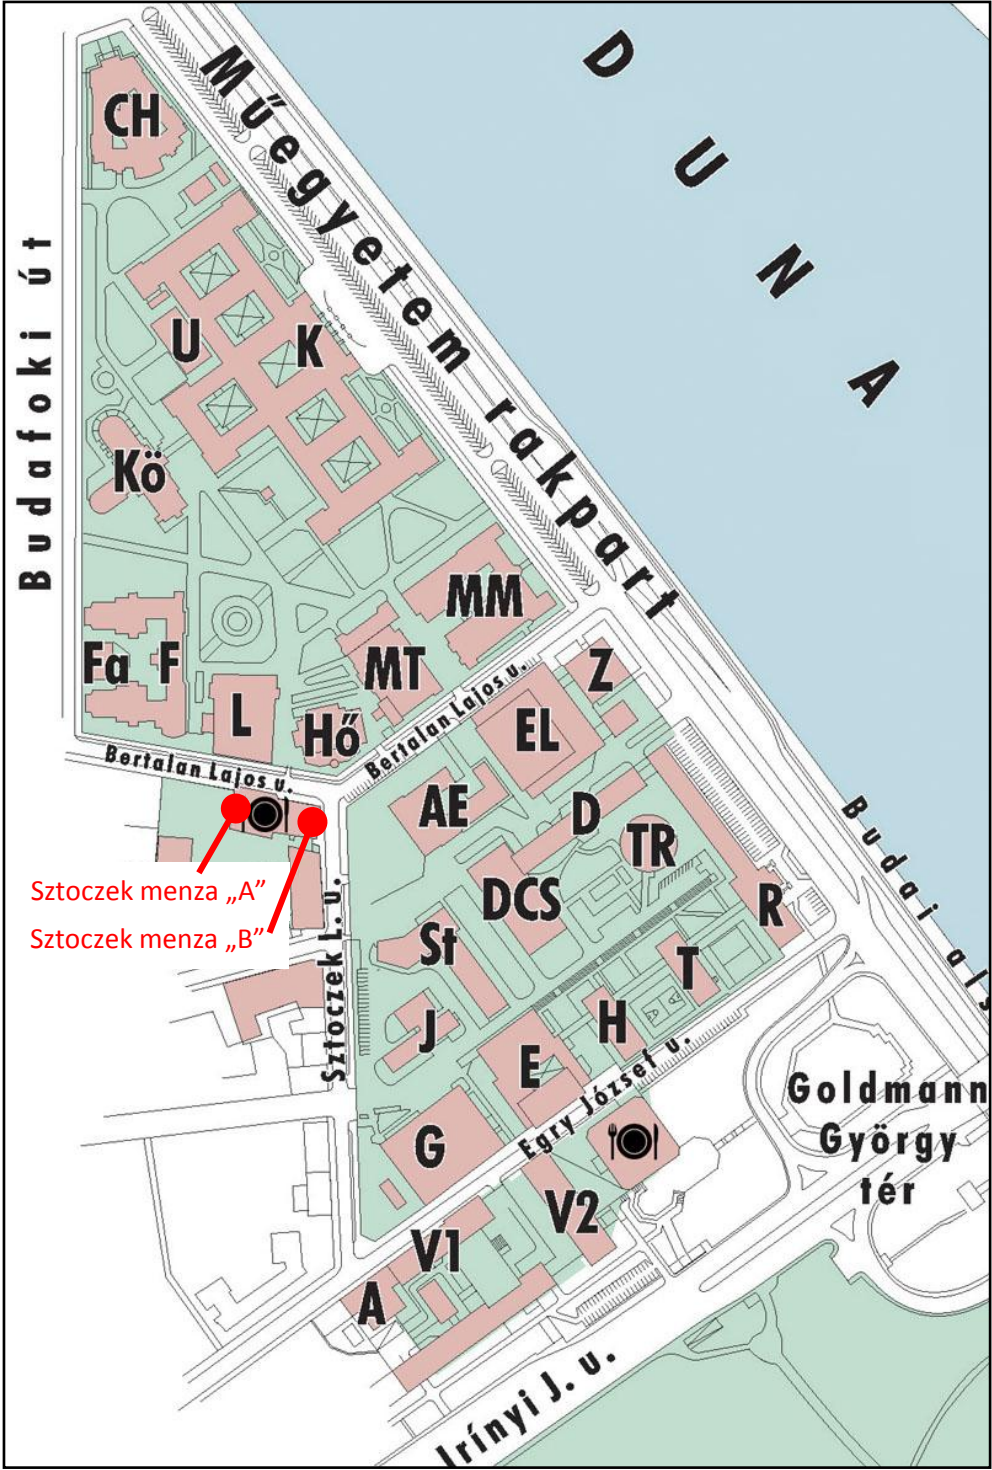 DUNA
Műegyetem rakpart
Budafoki út
CH
U
K
Kö
MM
Fa
F
MT
L
Hő
Z
EL
Bertalan Lajos u.
Bertalan Lajos u.
AE
D
TR
Budai als
Sztoczek menza „A”
Sztoczek menza „B”
DCS
R
St
T
Sztoczek L. u.
J
H
E
Egry József u.
Goldmann
György
tér
G
V2
V1
A
Irínyi J. u.